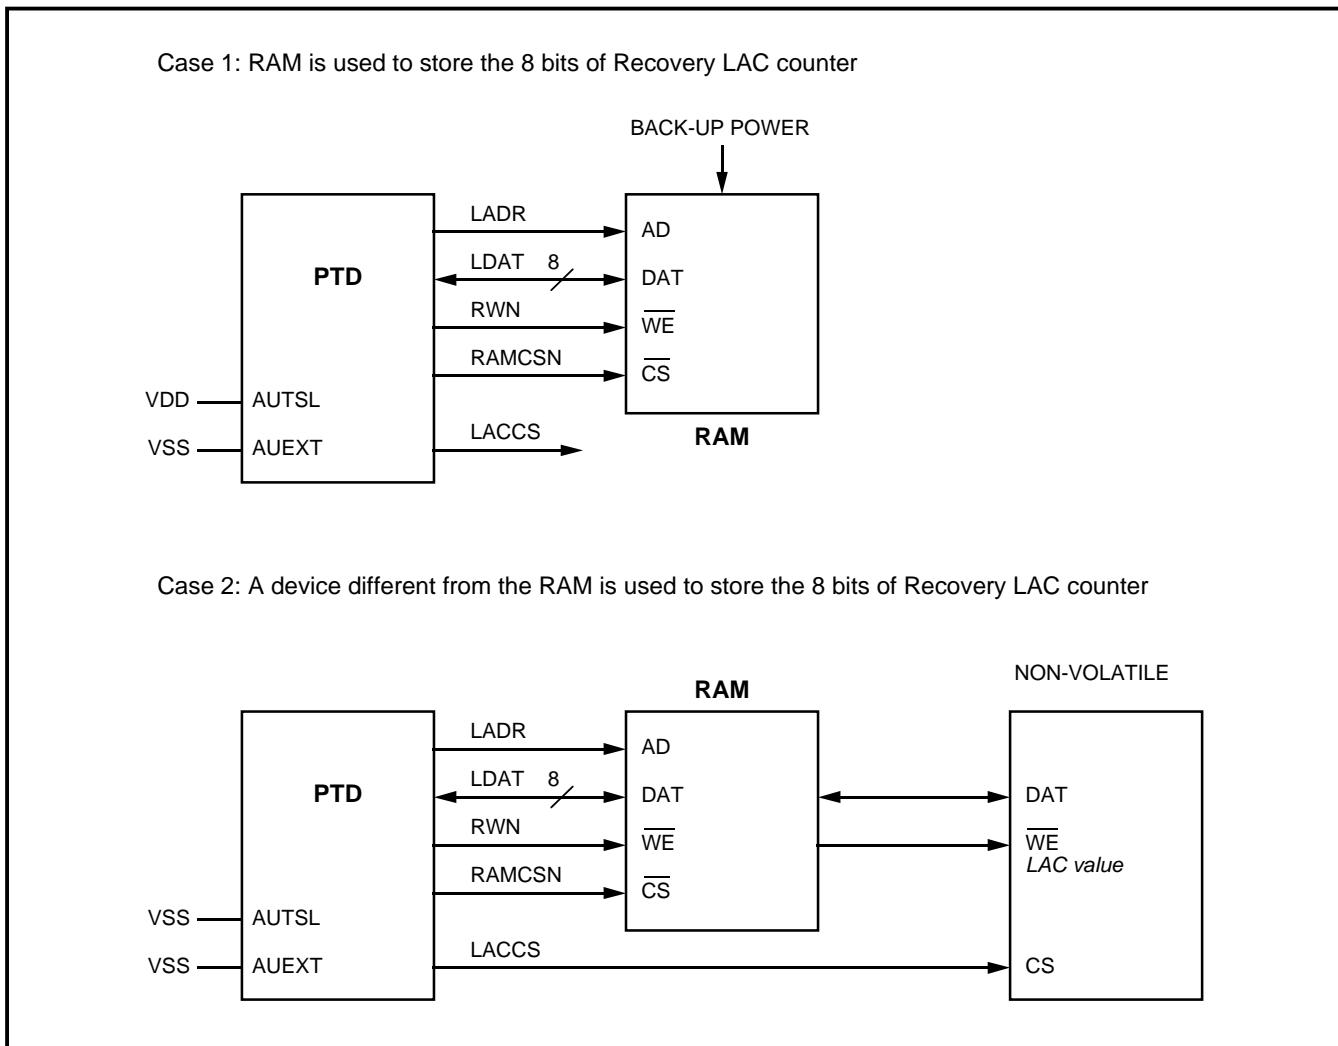 Case 1: RAM is used to store the 8 bits of Recovery LAC counter
BACK-UP POWER
LADR
AD
PTD
LDAT 8
DAT
RWN
WE
RAMCSN
CS
VDD
AUTSL
VSS
AUEXT
LACCS
RAM
Case 2: A device different from the RAM is used to store the 8 bits of Recovery LAC counter
RAM
NON-VOLATILE
LADR
AD
PTD
LDAT 8
DAT
DAT
RWN
WE
WE
LAC value
RAMCSN
CS
VSS
AUTSL
VSS
AUEXT
LACCS
CS